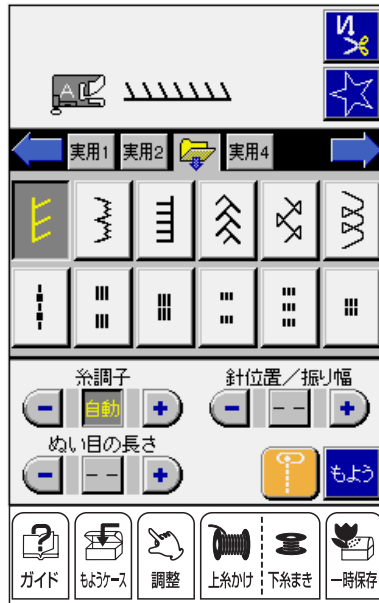 A
実用1 実用2 実用4
糸調子 針位置／振り幅
− 自動 + − -- +
ぬい目の長さ
− -- + もよう
ガイド もようケース 調整 上糸かけ 下糸まき 一時保存